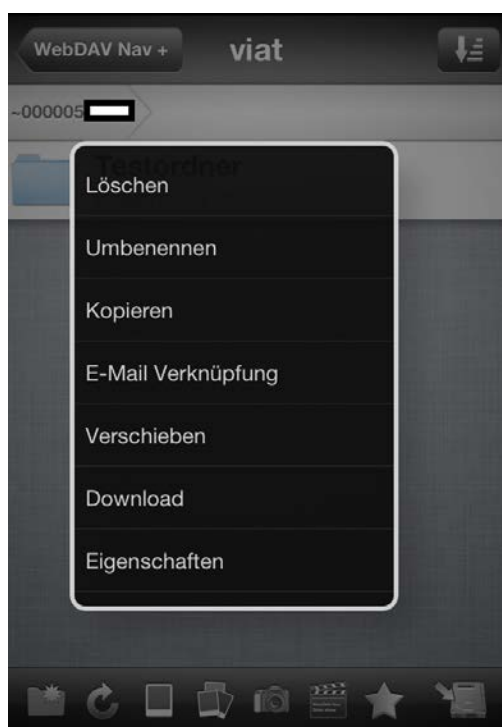 WebDAV Nav +
viat
~000005
Testordner
Löschen
Umbenennen
Kopieren
E-Mail Verknüpfung
Verschieben
Download
Eigenschaften